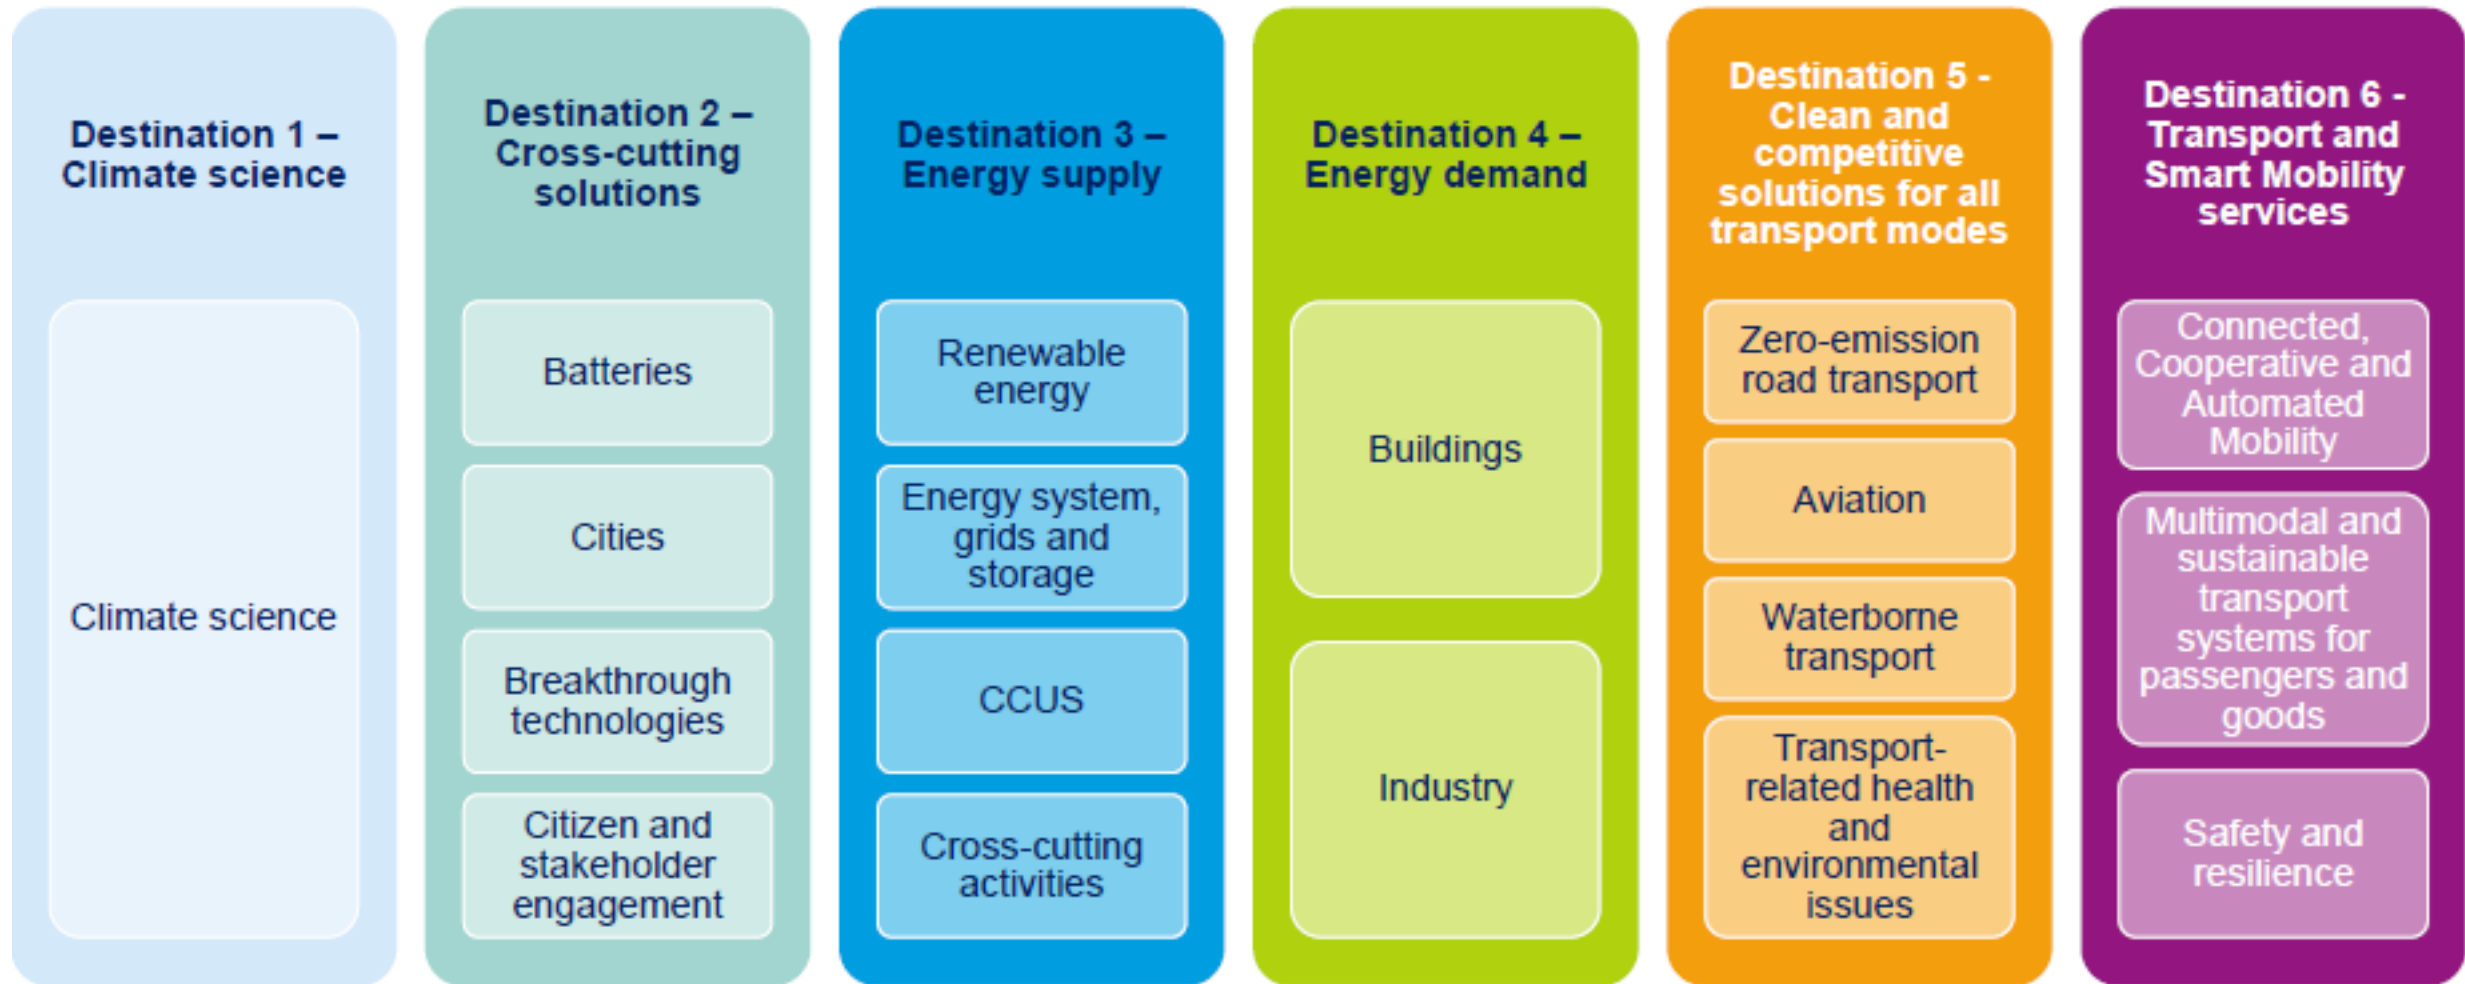 Destination 1 –
Climate science
Climate science
Destination 2 –
Cross-cutting
solutions
Batteries
Cities
Breakthrough
technologies
Citizen and
stakeholder
engagement
Destination 3 –
Energy supply
Renewable
energy
Energy system,
grids and
storage
CCUS
Cross-cutting
activities
Destination 4 –
Energy demand
Buildings
Industry
Destination 5 -
Clean and
competitive
solutions for all
transport modes
Zero-emission
road transport
Aviation
Waterborne
transport
Transport-
related health
and
environmental
issues
Destination 6 -
Transport and
Smart Mobility
services
Connected,
Cooperative and
Automated
Mobility
Multimodal and
sustainable
transport
systems for
passengers and
goods
Safety and
resilience